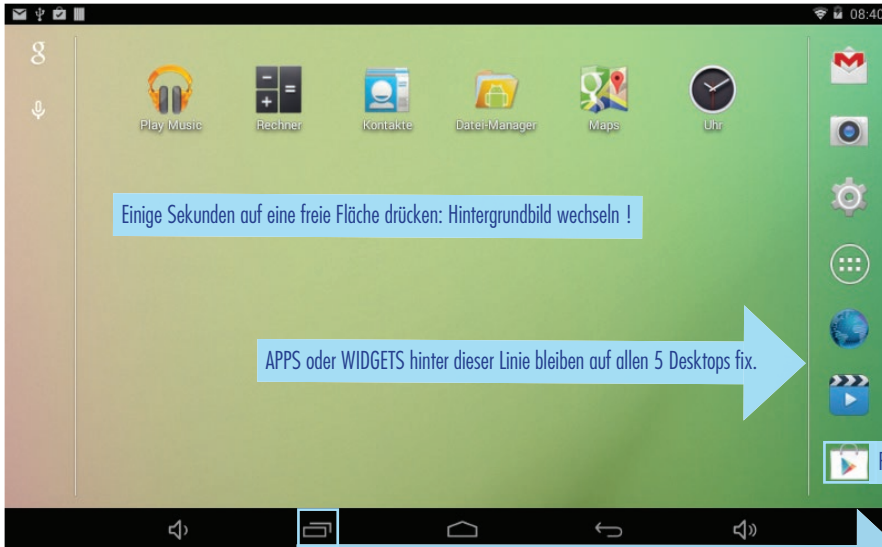 08:40
g
Play Music
Rechner
Kontakte
Datei-Manager
Maps
Uhr
Einige Sekunden auf eine freie Fläche drücken: Hintergrundbild wechseln !
APPS oder WIDGETS hinter dieser Linie bleiben auf allen 5 Desktops fix.